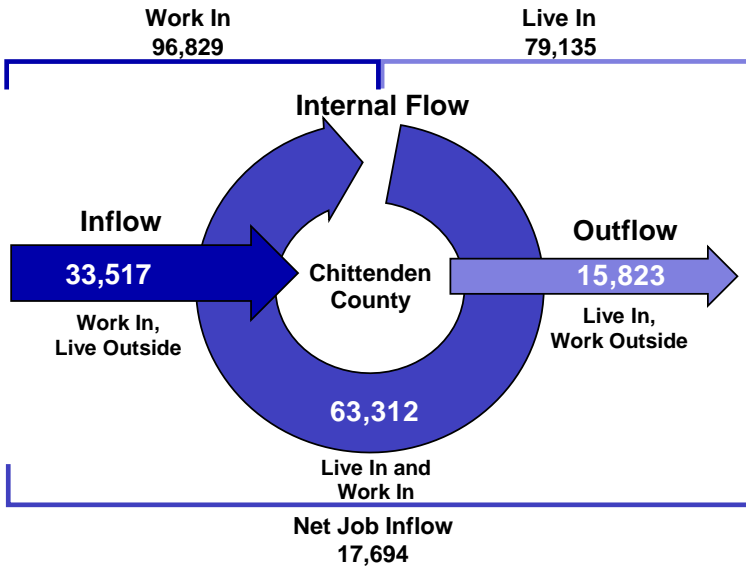 Work In
96,829
Live In
79,135
Internal Flow
Inflow
33,517
Work In,
Live Outside
Chittenden
County
Outflow
15,823
Live In,
Work Outside
63,312
Live In and
Work In
Net Job Inflow
17,694